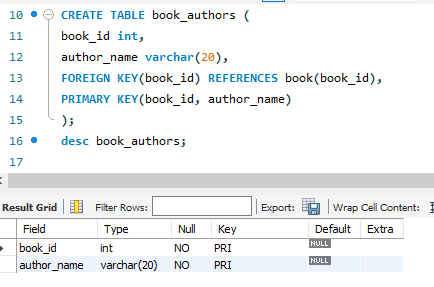 10 CREATE TABLE book_authors (
11 book_id int,
12 author_name varchar(20),
13 FOREIGN KEY(book_id) REFERENCES book(book_id),
14 PRIMARY KEY(book_id, author_name)
15 );
16 desc book_authors;
17
Result Grid Filter Rows: Export: Wrap Cell Content:
Field Type Null Key Default Extra
book_id int NO PRI NULL
author_name varchar(20) NO PRI NULL